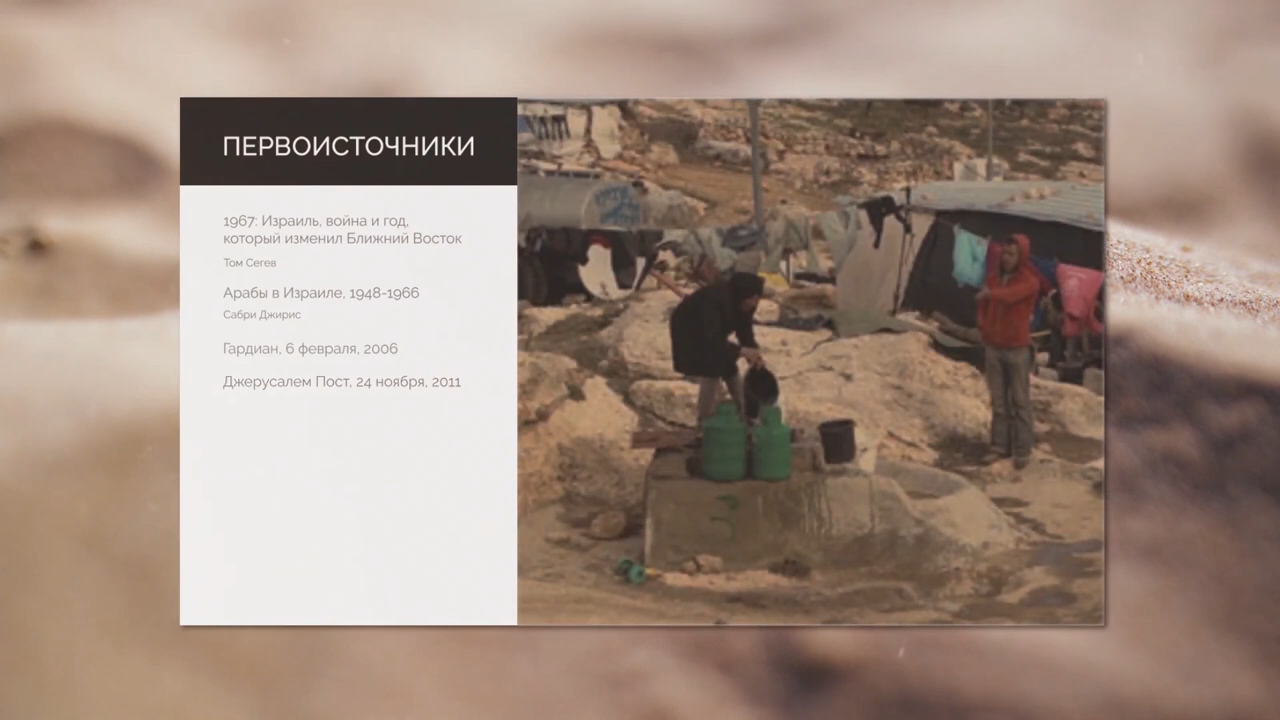 ПЕРВОИСТОЧНИКИ
1967: Израиль, война и год,
который изменил Ближний Восток
Том Сегев
Арабы в Израиле, 1948-1966
Сабри Джирис
Гардиан, 6 февраля, 2006
Джерусалем Пост, 24 ноября, 2011